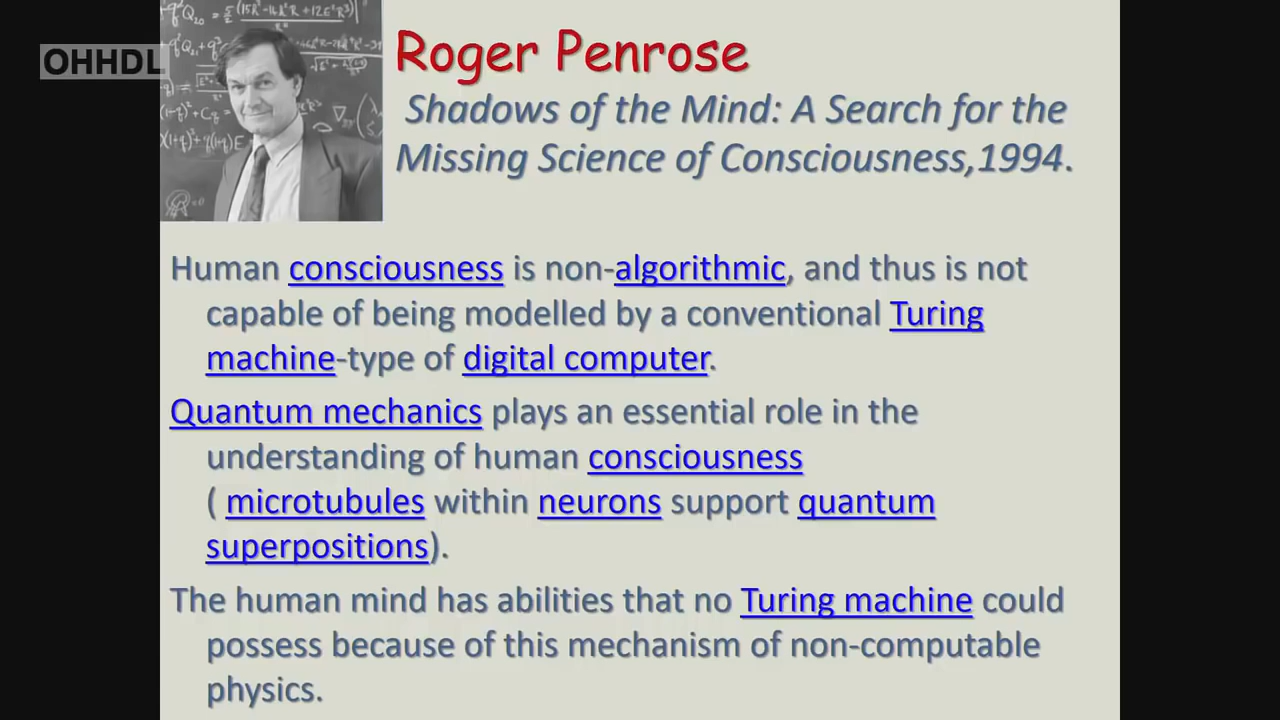 OHHDL
Roger Penrose
Shadows of the Mind: A Search for the
Missing Science of Consciousness,1994.
Human consciousness is non-algorithmic, and thus is not
capable of being modelled by a conventional Turing
machine-type of digital computer.
Quantum mechanics plays an essential role in the
understanding of human consciousness
( microtubules within neurons support quantum
superpositions).
The human mind has abilities that no Turing machine could
possess because of this mechanism of non-computable
physics.